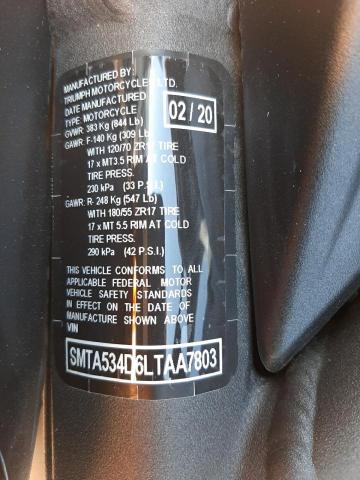 MANUFACTURED BY:
TRIUMPH MOTORCYCLES LTD.
DATE MANUFACTURED 02 / 20
TYPE: MOTORCYCLE
GVWR: 383 Kg (844 Lb)
GAWR: F-140 Kg (309 Lb)
WITH 120/70 ZR17 TIRE
17 x MT3.5 RIM AT COLD
TIRE PRESS.
230 kPa (33 P.S.I.)
GAWR: R- 248 Kg (547 Lb)
WITH 180/55 ZR17 TIRE
17 x MT 5.5 RIM AT COLD
TIRE PRESS.
290 kPa (42 P.S.I.)
THIS VEHICLE CONFORMS TO ALL
APPLICABLE FEDERAL MOTOR
VEHICLE SAFETY STANDARDS
IN EFFECT ON THE DATE OF
MANUFACTURE SHOWN ABOVE
VIN
SMTA534D6LTAA7803